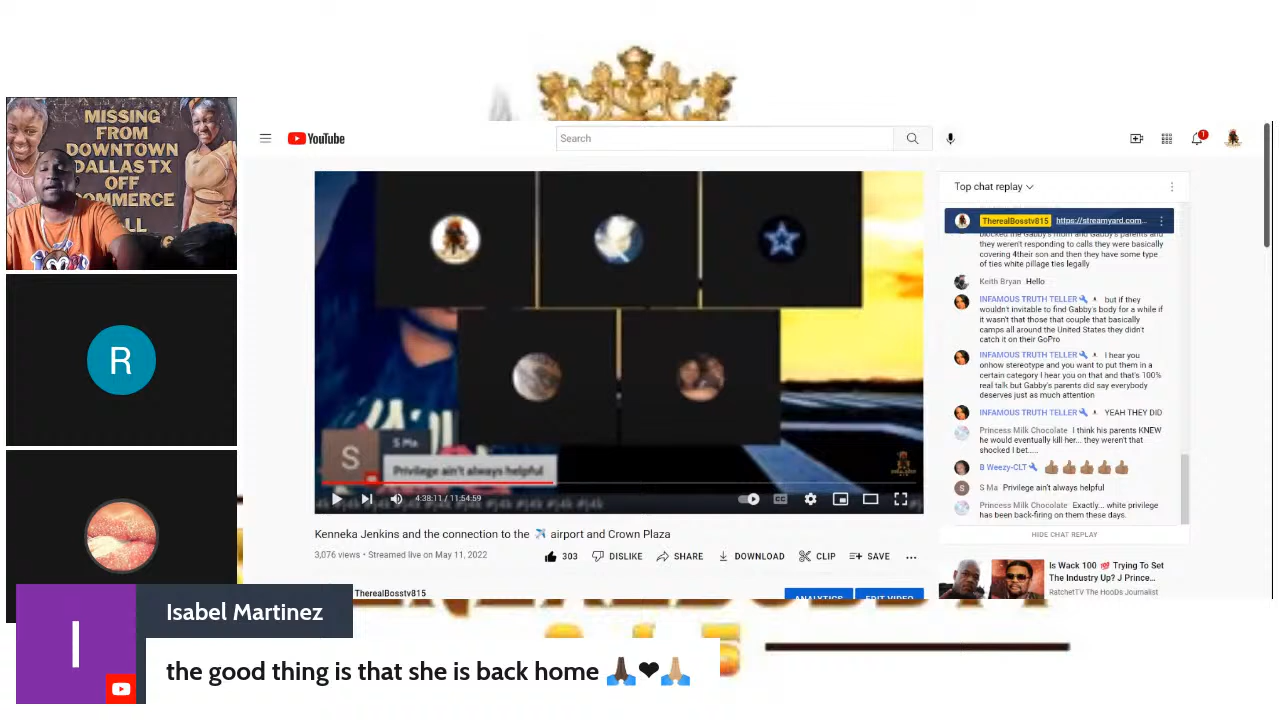 MISSING
FROM
DOWNTOWN
DALLAS TX
OFF
COMMERCE
R
Isabel Martinez
I
the good thing is that she is back home 🙏🏿❤🙏🏼
YouTube
Search
1
S Ma
S
Privilege ain't always helpful
4:38:11 / 11:54:59
Kenneka Jenkins and the connection to the ✈️ airport and Crown Plaza
3,076 views • Streamed live on May 11, 2022
303
DISLIKE
SHARE
DOWNLOAD
CLIP
SAVE
TherealBosstv815
ANALYTICS
EDIT VIDEO
Top chat replay
TherealBosstv815 https://streamyard.com...
blocked the Gabby's mom and Gabby's parents and
they weren't responding to calls they were basically
covering 4their son and then they have some type
of ties white pillage ties legally
Keith Bryan Hello
INFAMOUS TRUTH TELLER but if they
wouldn't invitable to find Gabby's body for a while if
it wasn't that those that couple that basically
camps all around the United States they didn't
catch it on their GoPro
INFAMOUS TRUTH TELLER I hear you
onhow stereotype and you want to put them in a
certain category I hear you on that and that's 100%
real talk but Gabby's parents did say everybody
deserves just as much attention
INFAMOUS TRUTH TELLER YEAH THEY DID
Princess Milk Chocolate I think his parents KNEW
he would eventually kill her... they weren't that
shocked I bet.....
B Weezy-CLT 👍🏽👍🏽👍🏽👍🏽👍🏽
S Ma Privilege ain't always helpful
Princess Milk Chocolate Exactly... white privilege
has been back-firing on them these days.
HIDE CHAT REPLAY
Is Wack 100 💯 Trying To Set
The Industry Up? J Prince...
RatchetTV The HooDs Journalist